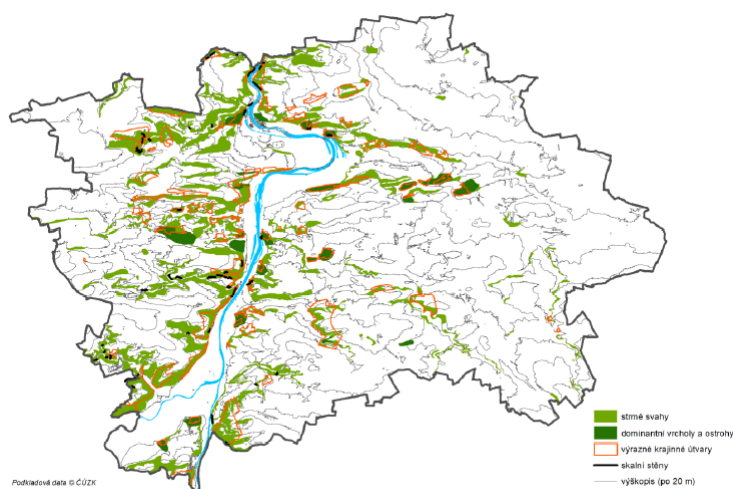 strmé svahy
dominantní vrcholy a ostrohy
výrazné krajinné útvary
skalní stěny
výškopis (po 20 m)
Podkladová data © ČÚZK